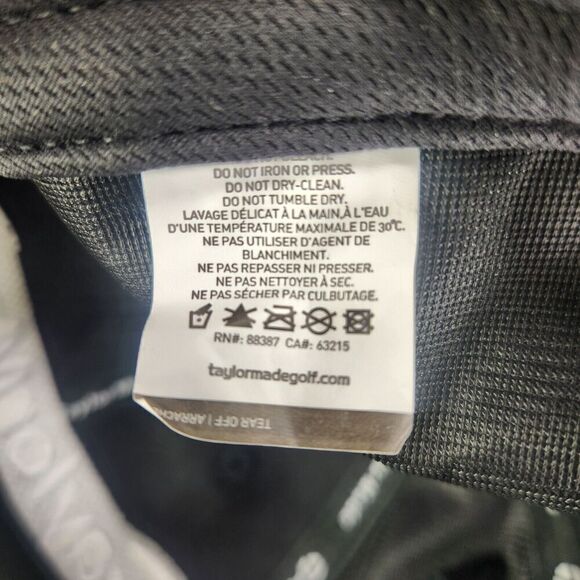 DO NOT IRON OR PRESS.
DO NOT DRY-CLEAN.
DO NOT TUMBLE DRY.
LAVAGE DÉLICAT À LA MAIN,À L'EAU
D'UNE TEMPÉRATURE MAXIMALE DE 30°C.
NE PAS UTILISER D'AGENT DE
BLANCHIMENT.
NE PAS REPASSER NI PRESSER.
NE PAS NETTOYER À SEC.
NE PAS SÉCHER PAR CULBUTAGE.
RN#: 88387 CA#: 63215
taylormadegolf.com
TEAR OFF | ARRACHE